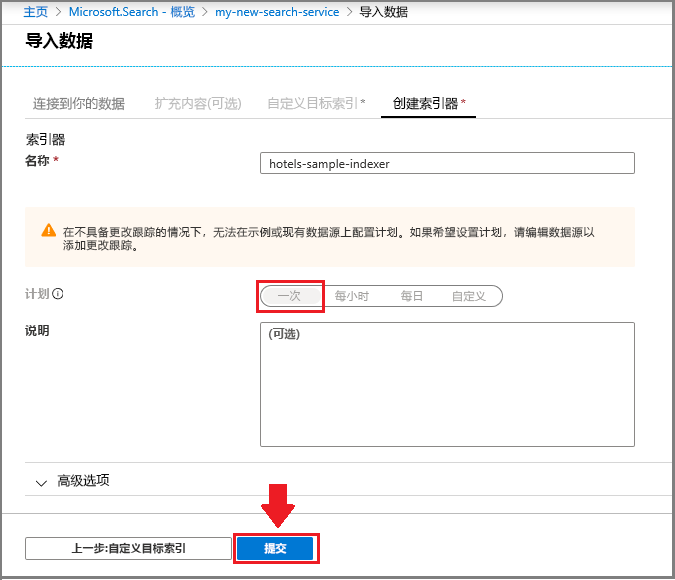 主页 > Microsoft.Search - 概览 > my-new-search-service > 导入数据
导入数据
连接到你的数据 扩充内容(可选) 自定义目标索引* 创建索引器*
索引器
名称 * hotels-sample-indexer
在不具备更改跟踪的情况下，无法在示例或现有数据源上配置计划。如果希望设置计划，请编辑数据源以
添加更改跟踪。
计划 一次 每小时 每日 自定义
说明 (可选)
高级选项
上一步:自定义目标索引 提交